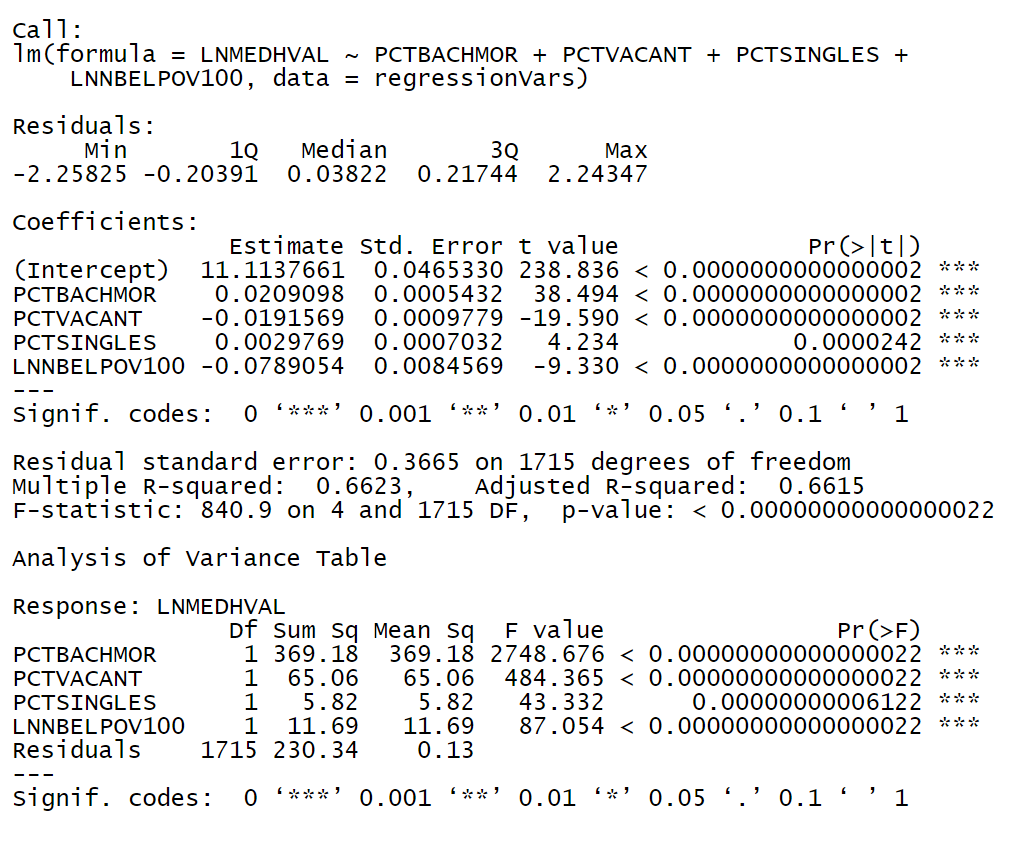 Call:
lm(formula = LNMEDHVAL ~ PCTBACHMOR + PCTVACANT + PCTSINGLES +
    LNNBELPOV100, data = regressionVars)

Residuals:
     Min       1Q   Median       3Q      Max
-2.25825 -0.20391  0.03822  0.21744  2.24347

Coefficients:
               Estimate Std. Error t value             Pr(>|t|)
(Intercept)  11.1137661  0.0465330 238.836 < 0.0000000000000002 ***
PCTBACHMOR    0.0209098  0.0005432  38.494 < 0.0000000000000002 ***
PCTVACANT    -0.0191569  0.0009779 -19.590 < 0.0000000000000002 ***
PCTSINGLES    0.0029769  0.0007032   4.234            0.0000242 ***
LNNBELPOV100 -0.0789054  0.0084569  -9.330 < 0.0000000000000002 ***
---
Signif. codes:  0 ‘***’ 0.001 ‘**’ 0.01 ‘*’ 0.05 ‘.’ 0.1 ‘ ’ 1

Residual standard error: 0.3665 on 1715 degrees of freedom
Multiple R-squared:  0.6623,    Adjusted R-squared:  0.6615
F-statistic: 840.9 on 4 and 1715 DF,  p-value: < 0.00000000000000022

Analysis of Variance Table

Response: LNMEDHVAL
               Df Sum Sq Mean Sq  F value                Pr(>F)
PCTBACHMOR      1 369.18  369.18 2748.676 < 0.00000000000000022 ***
PCTVACANT       1  65.06   65.06  484.365 < 0.00000000000000022 ***
PCTSINGLES      1   5.82    5.82   43.332      0.00000000006122 ***
LNNBELPOV100    1  11.69   11.69   87.054 < 0.00000000000000022 ***
Residuals    1715 230.34    0.13
---
Signif. codes:  0 ‘***’ 0.001 ‘**’ 0.01 ‘*’ 0.05 ‘.’ 0.1 ‘ ’ 1